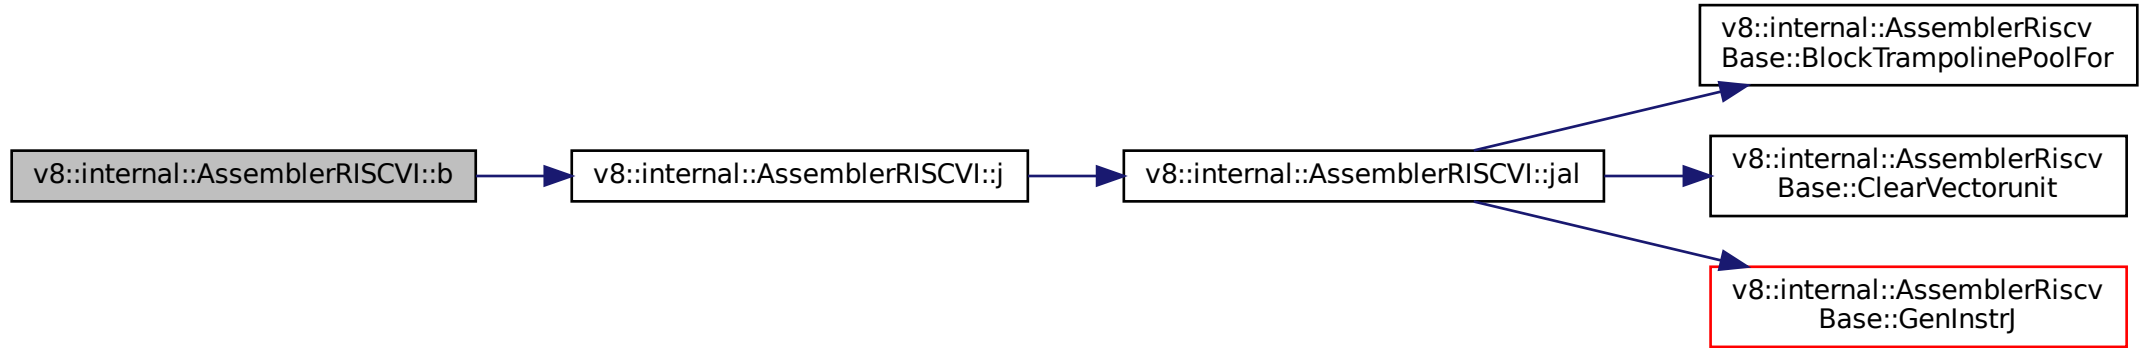 v8::internal::AssemblerRISCVI::b
v8::internal::AssemblerRISCVI::j
v8::internal::AssemblerRISCVI::jal
v8::internal::AssemblerRiscv
Base::BlockTrampolinePoolFor
v8::internal::AssemblerRiscv
Base::ClearVectorunit
v8::internal::AssemblerRiscv
Base::GenInstrJ